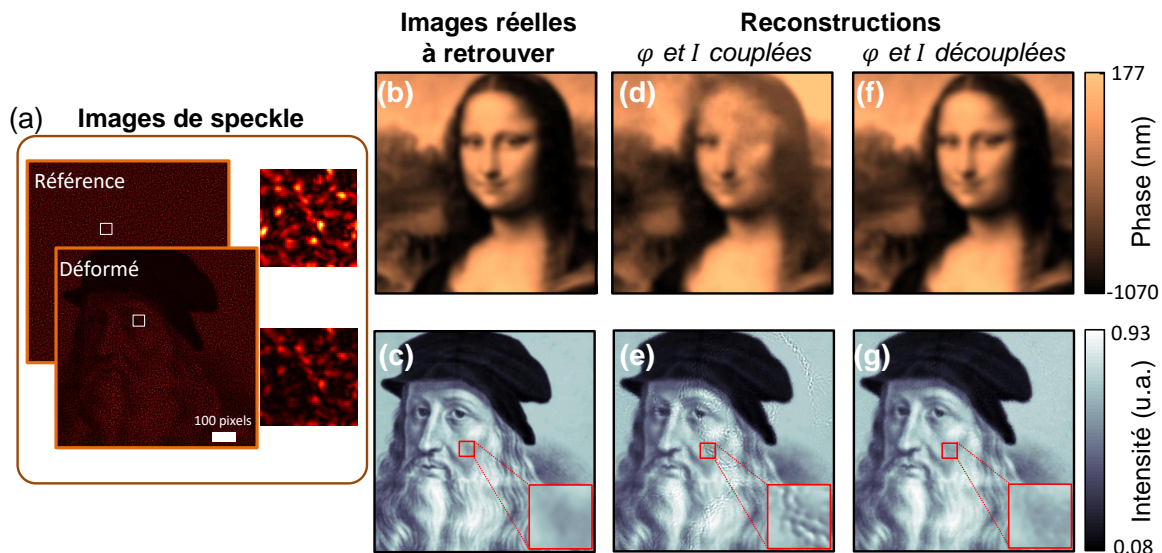 Images réelles
à retrouver
Reconstructions
φ et I couplées
φ et I découplées
(a)
Images de speckle
Référence
Déformé
100 pixels
(b)
(d)
(f)
177
Phase (nm)
-1070
(c)
(e)
(g)
0.93
Intensité (u.a.)
0.08